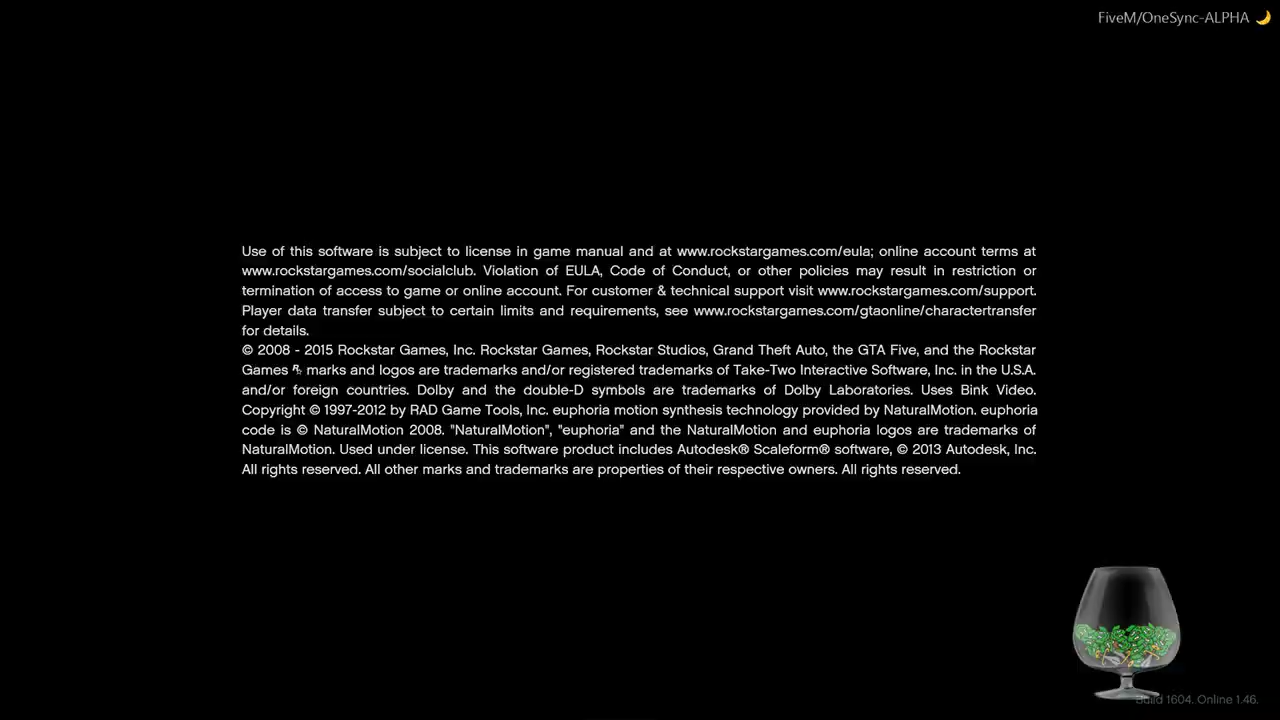 FiveM/OneSync-ALPHA 🌙
Use of this software is subject to license in game manual and at www.rockstargames.com/eula; online account terms at
www.rockstargames.com/socialclub. Violation of EULA, Code of Conduct, or other policies may result in restriction or
termination of access to game or online account. For customer & technical support visit www.rockstargames.com/support.
Player data transfer subject to certain limits and requirements, see www.rockstargames.com/gtaonline/charactertransfer
for details.
© 2008 - 2015 Rockstar Games, Inc. Rockstar Games, Rockstar Studios, Grand Theft Auto, the GTA Five, and the Rockstar
Games R* marks and logos are trademarks and/or registered trademarks of Take-Two Interactive Software, Inc. in the U.S.A.
and/or foreign countries. Dolby and the double-D symbols are trademarks of Dolby Laboratories. Uses Bink Video.
Copyright © 1997-2012 by RAD Game Tools, Inc. euphoria motion synthesis technology provided by NaturalMotion. euphoria
code is © NaturalMotion 2008. "NaturalMotion", "euphoria" and the NaturalMotion and euphoria logos are trademarks of
NaturalMotion. Used under license. This software product includes Autodesk® Scaleform® software, © 2013 Autodesk, Inc.
All rights reserved. All other marks and trademarks are properties of their respective owners. All rights reserved.
Build 1604. Online 1.46.